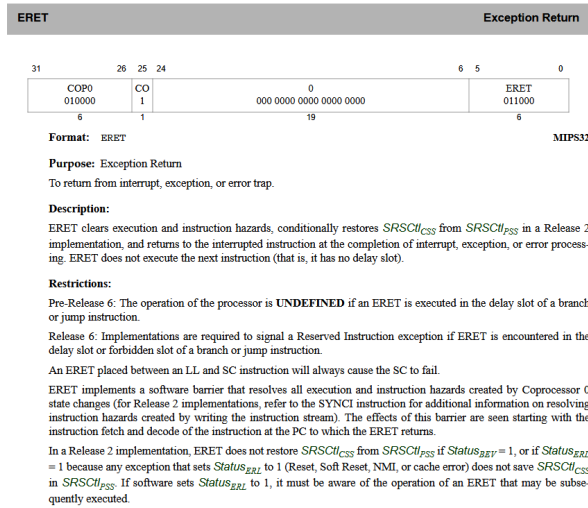 ERET Exception Return
31 26 25 24 6 5 0
COP0 CO 0 ERET
010000 1 000 0000 0000 0000 0000 011000
6 1 19 6
Format: ERET MIPS32
Purpose: Exception Return
To return from interrupt, exception, or error trap.
Description:
ERET clears execution and instruction hazards, conditionally restores SRSCtlCSS from SRSCtlPSS in a Release 2
implementation, and returns to the interrupted instruction at the completion of interrupt, exception, or error process-
ing. ERET does not execute the next instruction (that is, it has no delay slot).
Restrictions:
Pre-Release 6: The operation of the processor is UNDEFINED if an ERET is executed in the delay slot of a branch
or jump instruction.
Release 6: Implementations are required to signal a Reserved Instruction exception if ERET is encountered in the
delay slot or forbidden slot of a branch or jump instruction.
An ERET placed between an LL and SC instruction will always cause the SC to fail.
ERET implements a software barrier that resolves all execution and instruction hazards created by Coprocessor 0
state changes (for Release 2 implementations, refer to the SYNCI instruction for additional information on resolving
instruction hazards created by writing the instruction stream). The effects of this barrier are seen starting with the
instruction fetch and decode of the instruction at the PC to which the ERET returns.
In a Release 2 implementation, ERET does not restore SRSCtlCSS from SRSCtlPSS if StatusBEV = 1, or if StatusERL
= 1 because any exception that sets StatusERL to 1 (Reset, Soft Reset, NMI, or cache error) does not save SRSCtlCSS
in SRSCtlPSS. If software sets StatusERL to 1, it must be aware of the operation of an ERET that may be subse-
quently executed.